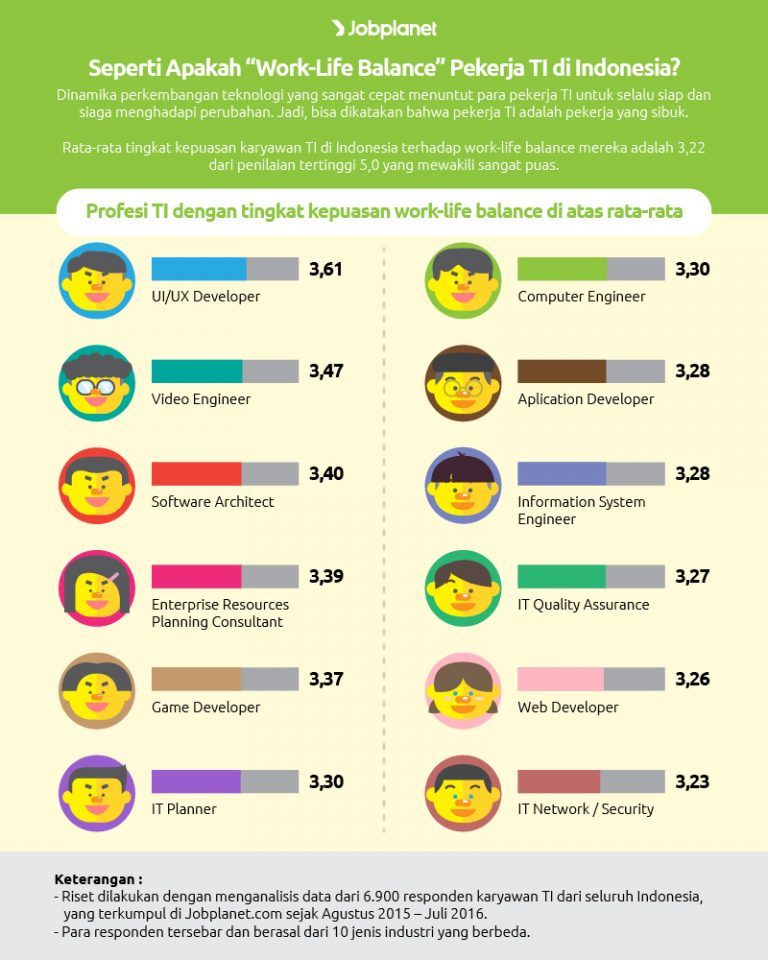 Jobplanet
Seperti Apakah “Work-Life Balance” Pekerja TI di Indonesia?
Dinamika perkembangan teknologi yang sangat cepat menuntut para pekerja TI untuk selalu siap dan
siaga menghadapi perubahan. Jadi, bisa dikatakan bahwa pekerja TI adalah pekerja yang sibuk.
Rata-rata tingkat kepuasan karyawan TI di Indonesia terhadap work-life balance mereka adalah 3,22
dari penilaian tertinggi 5,0 yang mewakili sangat puas.
Profesi TI dengan tingkat kepuasan work-life balance di atas rata-rata
3,61
UI/UX Developer
3,47
Video Engineer
3,40
Software Architect
3,39
Enterprise Resources
Planning Consultant
3,37
Game Developer
3,30
IT Planner
3,30
Computer Engineer
3,28
Aplication Developer
3,28
Information System
Engineer
3,27
IT Quality Assurance
3,26
Web Developer
3,23
IT Network / Security
Keterangan :
- Riset dilakukan dengan menganalisis data dari 6.900 responden karyawan TI dari seluruh Indonesia,
yang terkumpul di Jobplanet.com sejak Agustus 2015 – Juli 2016.
- Para responden tersebar dan berasal dari 10 jenis industri yang berbeda.